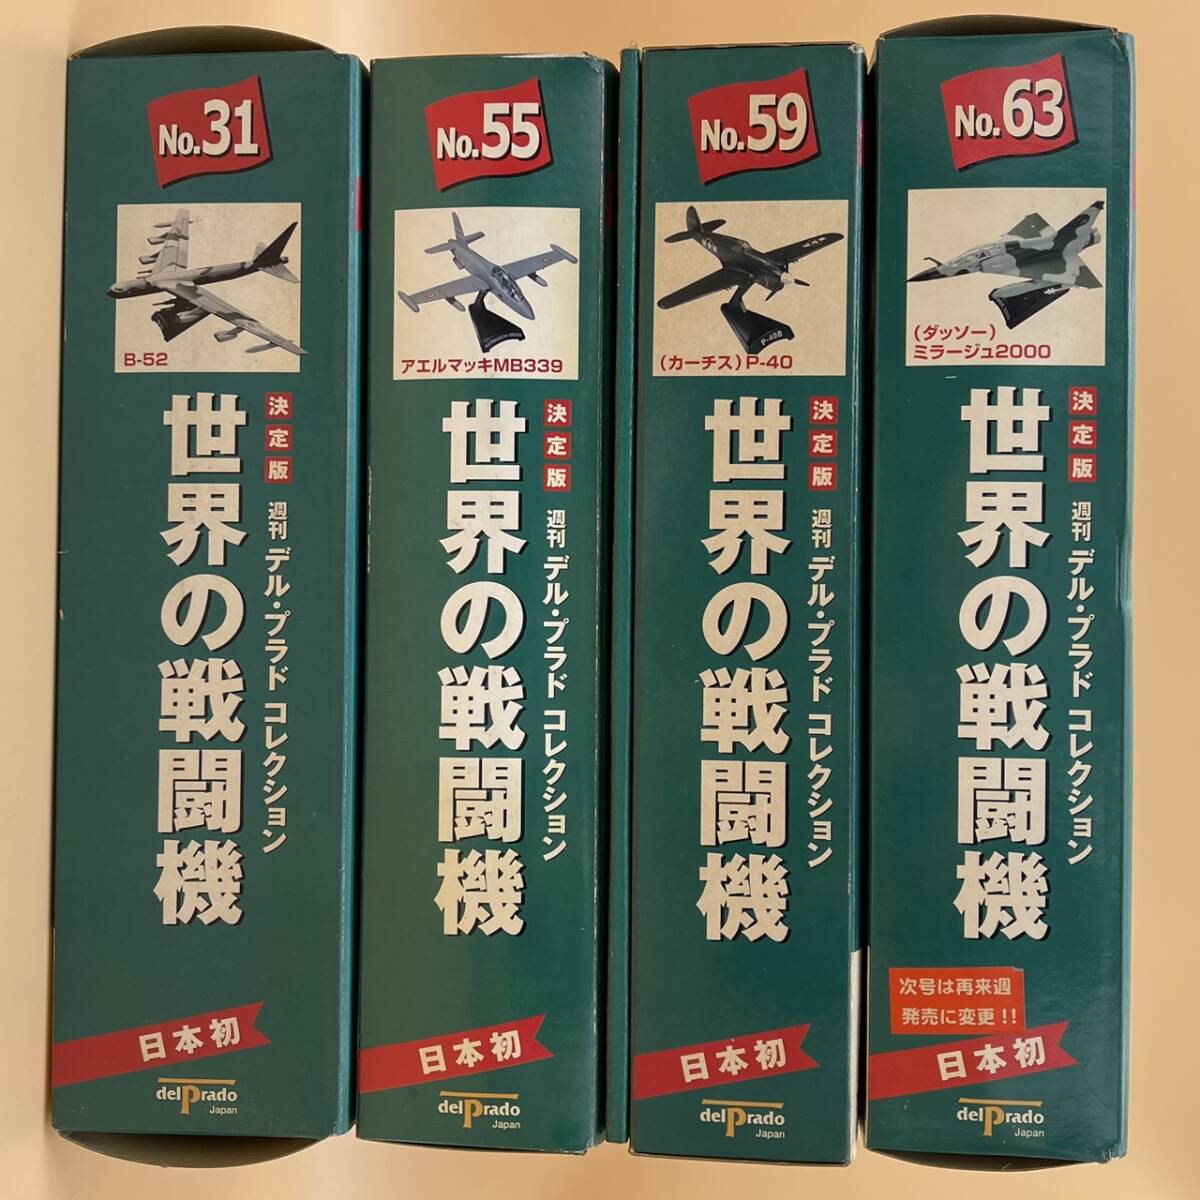 No.31
B-52
決定版
週刊 デル・プラド コレクション
世界の戦闘機
日本初
delPrado
Japan
No.55
アエルマッキMB339
決定版
週刊 デル・プラド コレクション
世界の戦闘機
日本初
delPrado
Japan
No.59
P-40B
(カーチス)P-40
決定版
週刊 デル・プラド コレクション
世界の戦闘機
日本初
delPrado
Japan
No.63
(ダッソー)
ミラージュ2000
決定版
週刊 デル・プラド コレクション
世界の戦闘機
次号は再来週
発売に変更!!
日本初
delPrado
Japan